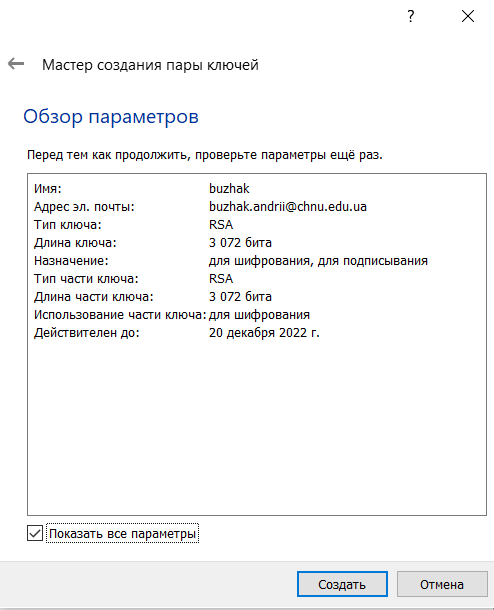 ?
Мастер создания пары ключей
Обзор параметров
Перед тем как продолжить, проверьте параметры ещё раз.
Имя: buzhak
Адрес эл. почты: buzhak.andrii@chnu.edu.ua
Тип ключа: RSA
Длина ключа: 3 072 бита
Назначение: для шифрования, для подписывания
Тип части ключа: RSA
Длина части ключа: 3 072 бита
Использование части ключа: для шифрования
Действителен до: 20 декабря 2022 г.
Показать все параметры
Создать Отмена